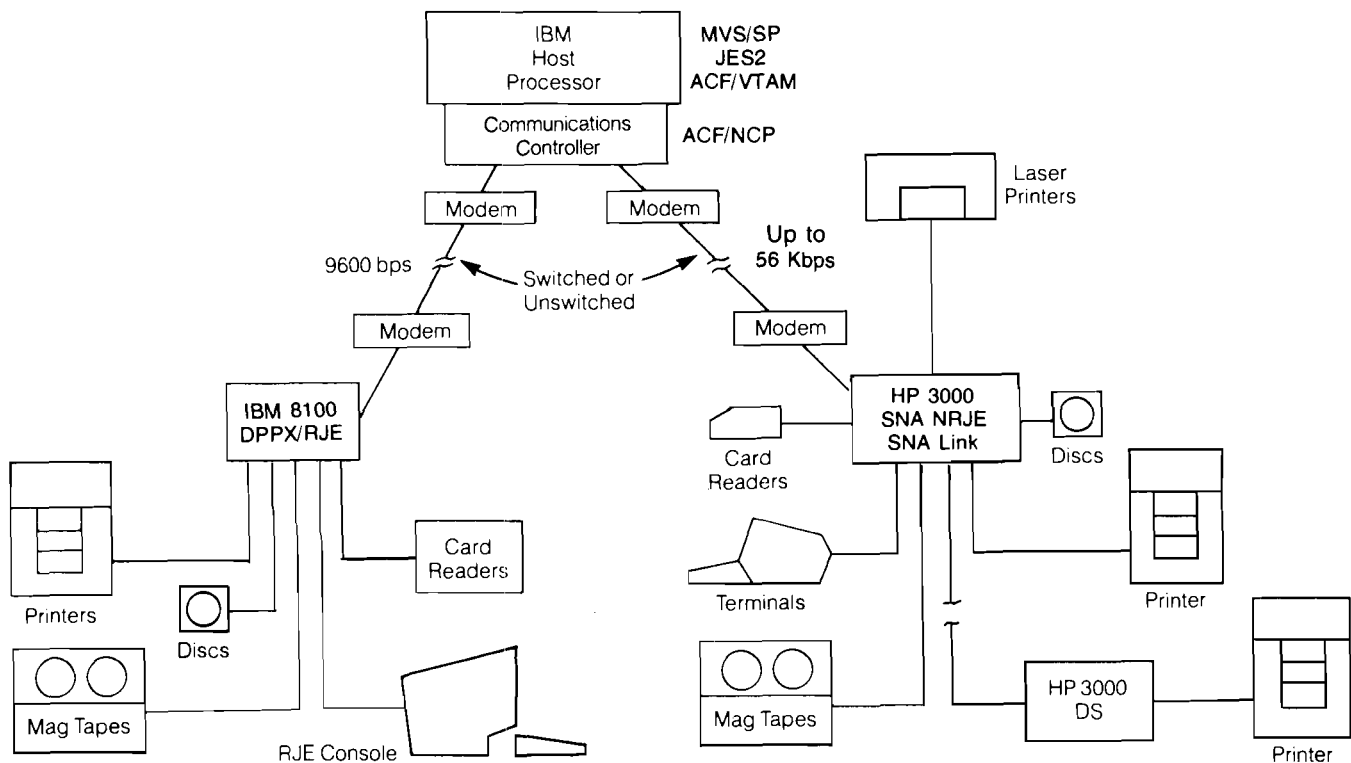 IBM
Host
Processor
MVS/SP
JES2
ACF/VTAM
Communications
Controller
ACF/NCP
Laser
Printers
Modem
Modem
9600 bps
Switched or
Unswitched
Up to
56 Kbps
Modem
Modem
IBM 8100
DPPX/RJE
HP 3000
SNA NRJE
SNA Link
Card
Readers
Discs
Printers
Discs
Card
Readers
Terminals
Printer
Mag Tapes
RJE Console
Mag Tapes
HP 3000
DS
Printer